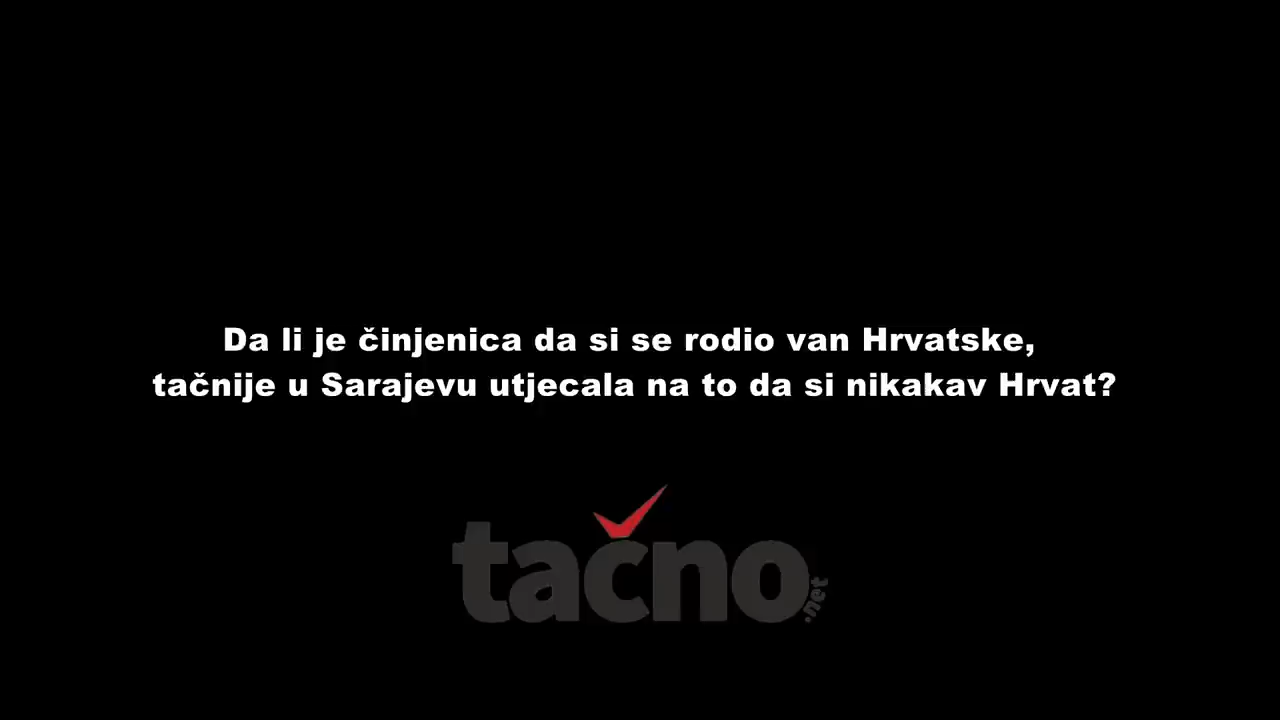 Da li je činjenica da si se rodio van Hrvatske,
tačnije u Sarajevu utjecala na to da si nikakav Hrvat?
tačno.net